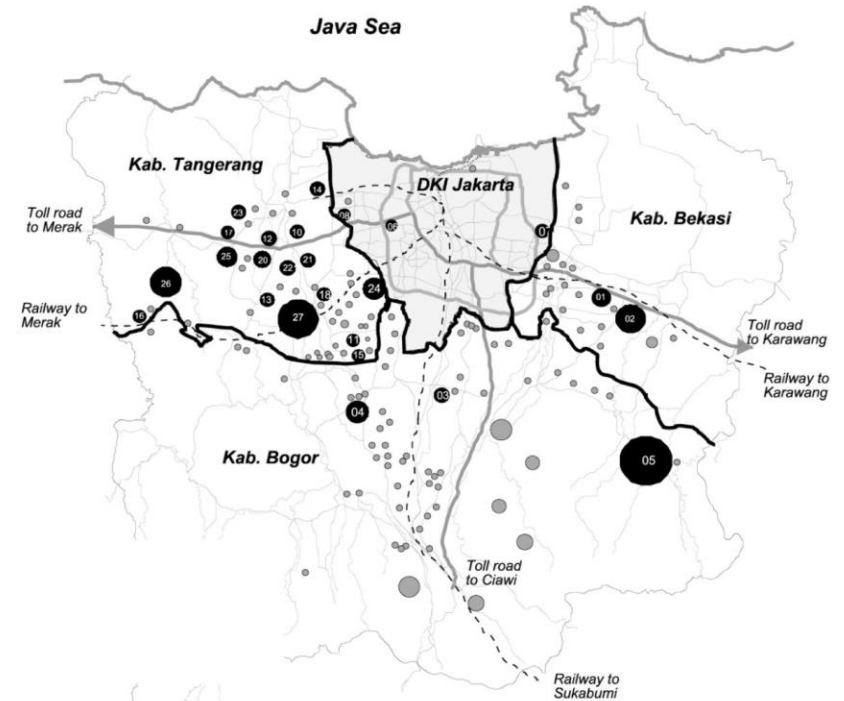 Java Sea
Kab. Tangerang
DKI Jakarta
Kab. Bekasi
Toll road
to Merak
14
23
08
06
17
12
10
25
20
22
21
26
13
18
24
01
16
27
02
Railway to
Merak
Toll road
to Karawang
11
15
Railway to
Karawang
03
04
Kab. Bogor
05
Toll road
to Ciawi
Railway to
Sukabumi